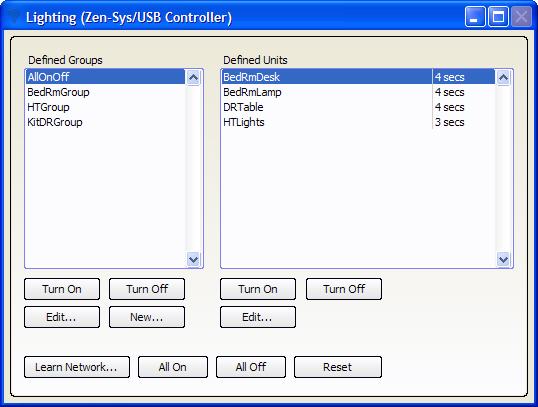 Lighting (Zen-Sys/USB Controller)
Defined Groups
AllOnOff
BedRmGroup
HTGroup
KitDRGroup
Defined Units
BedRmDesk 4 secs
BedRmLamp 4 secs
DRTable 4 secs
HTLights 3 secs
Turn On Turn Off
Edit... New...
Turn On Turn Off
Edit...
Learn Network... All On All Off Reset